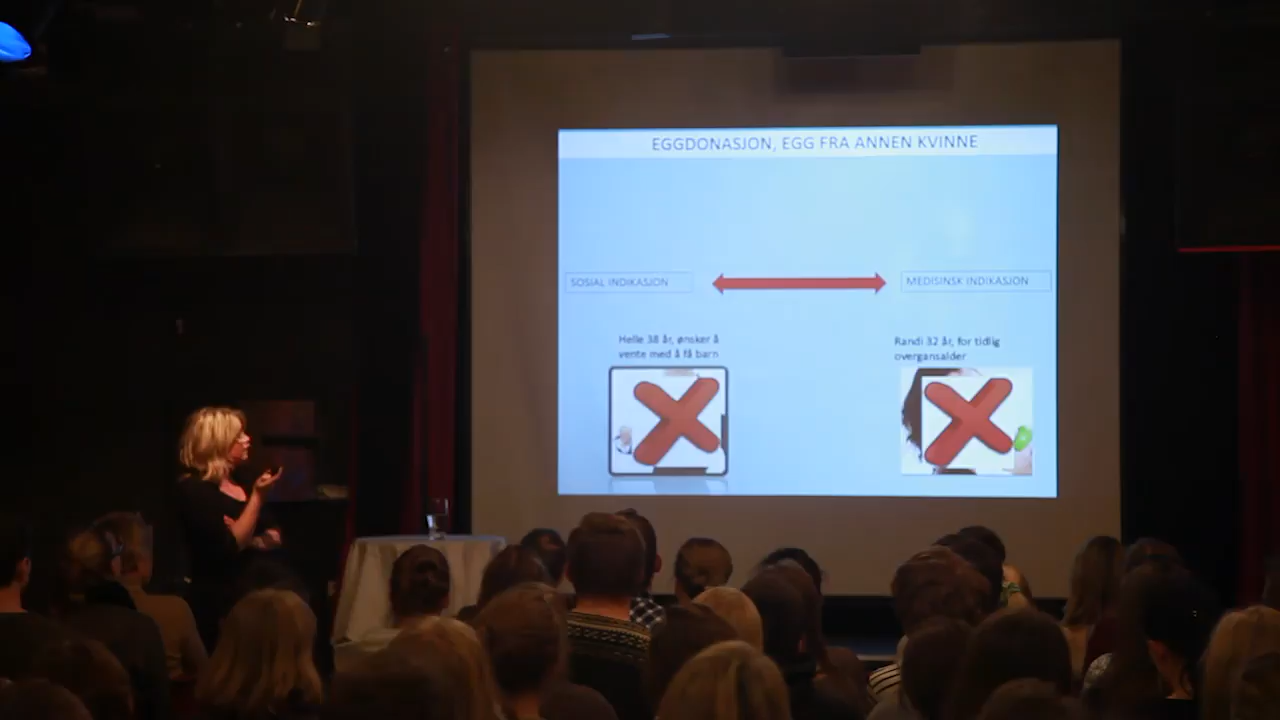 EGGDONASJON, EGG FRA ANNEN KVINNE
SOSIAL INDIKASJON
MEDISINSK INDIKASJON
Helle 38 år, ønsker å
vente med å få barn
Randi 32 år, for tidlig
overgansalder